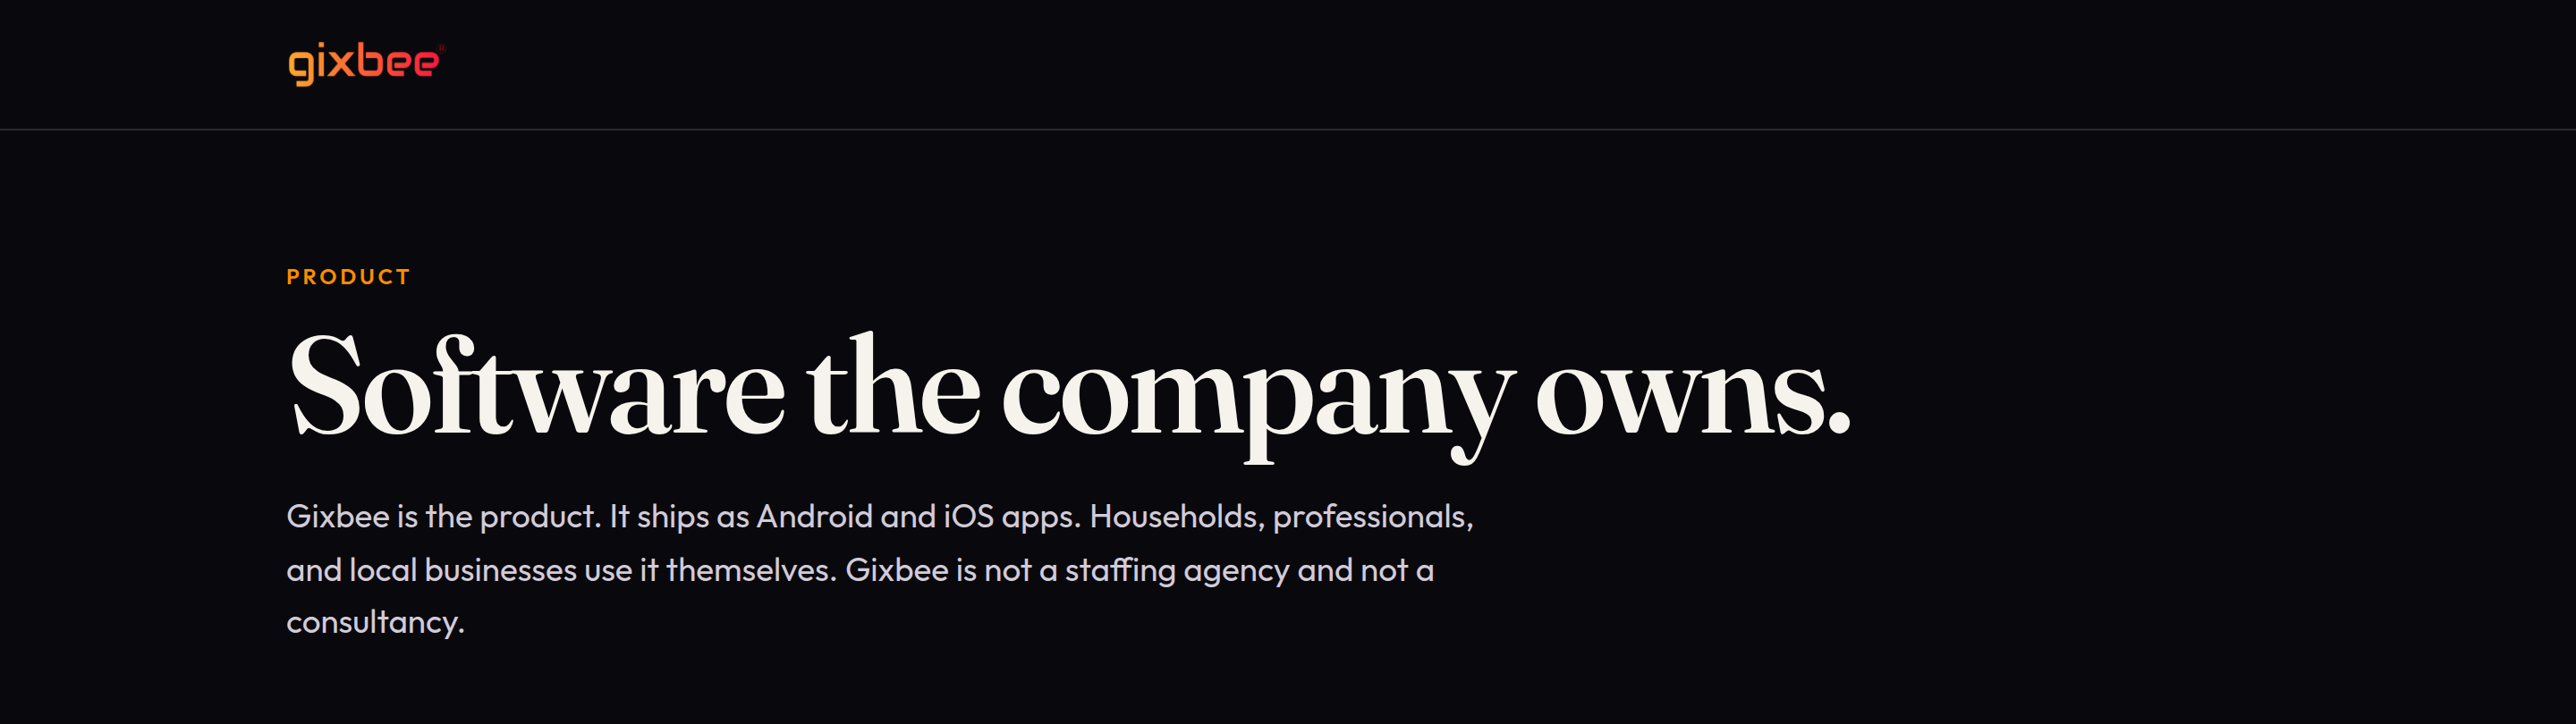 gixbee
PRODUCT
Software the company owns.
Gixbee is the product. It ships as Android and iOS apps. Households, professionals,
and local businesses use it themselves. Gixbee is not a staffing agency and not a
consultancy.